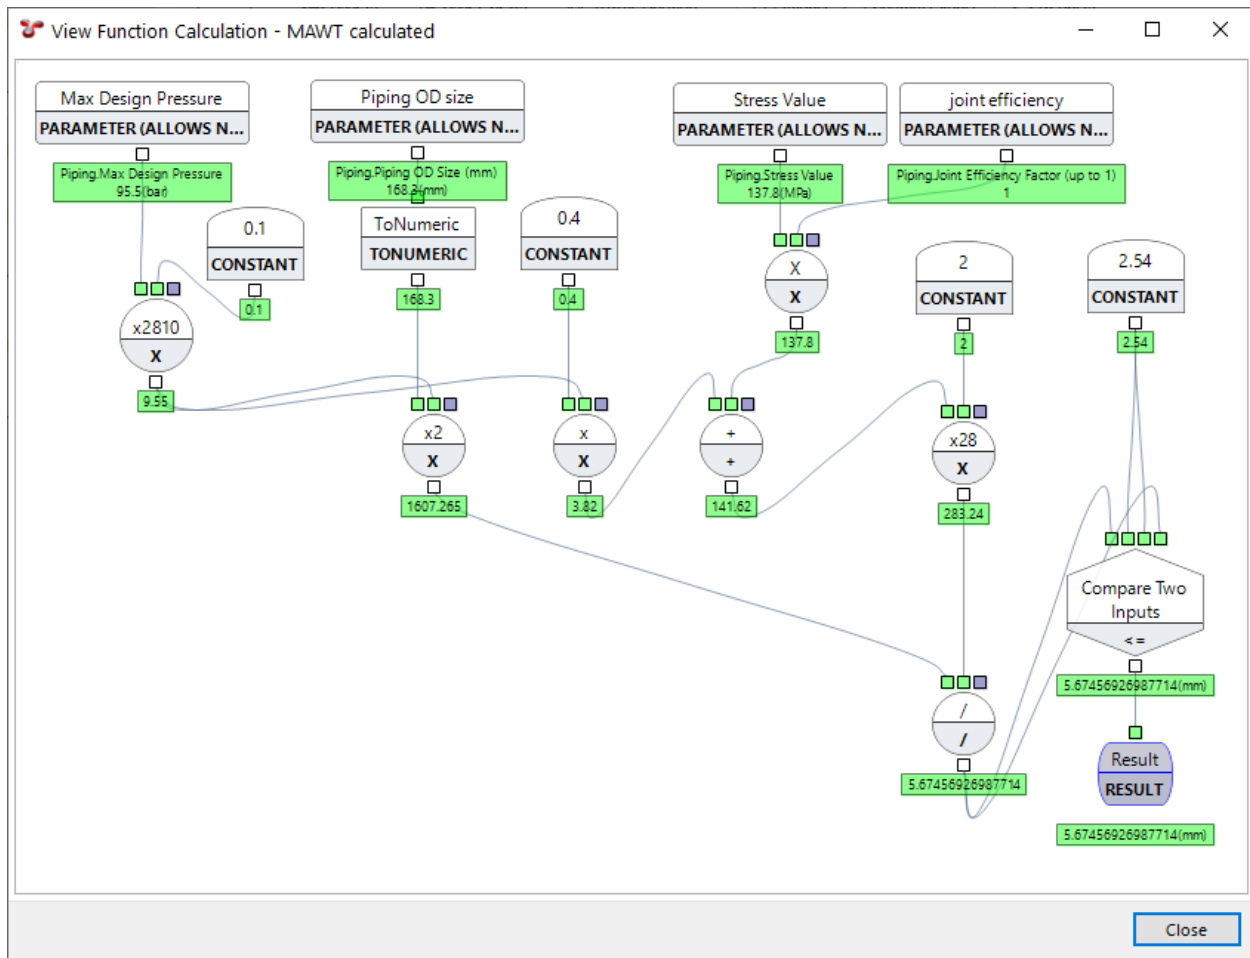 View Function Calculation - MAWT calculated
Max Design Pressure
PARAMETER (ALLOWS N...
Piping.Max Design Pressure
95.5(bar)
Piping OD size
PARAMETER (ALLOWS N...
Piping.Piping OD Size (mm)
168.3(mm)
Stress Value
PARAMETER (ALLOWS N...
Piping.Stress Value
137.8(MPa)
joint efficiency
PARAMETER (ALLOWS N...
Piping.Joint Efficiency Factor (up to 1)
1
0.1
CONSTANT
0.1
ToNumeric
TONUMERIC
168.3
0.4
CONSTANT
0.4
X
X
137.8
2
CONSTANT
2
2.54
CONSTANT
2.54
x2810
X
9.55
x2
X
1607.265
x
X
3.82
+
+
141.62
x28
X
283.24
Compare Two
Inputs
<=
5.67456926987714(mm)
/
/
5.67456926987714
Result
RESULT
5.67456926987714(mm)
Close